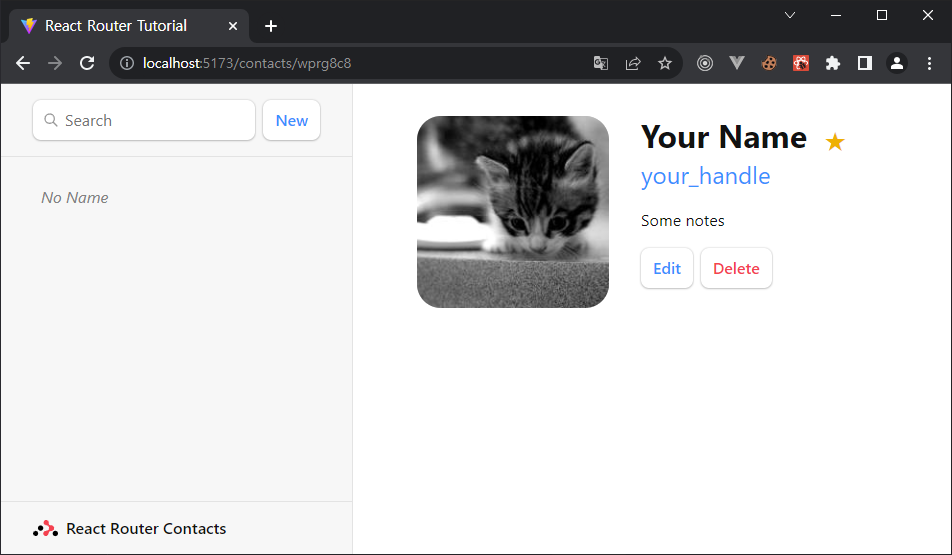 React Router Tutorial
localhost:5173/contacts/wprg8c8
Search
New
No Name
React Router Contacts
Your Name ★
your_handle
Some notes
Edit
Delete